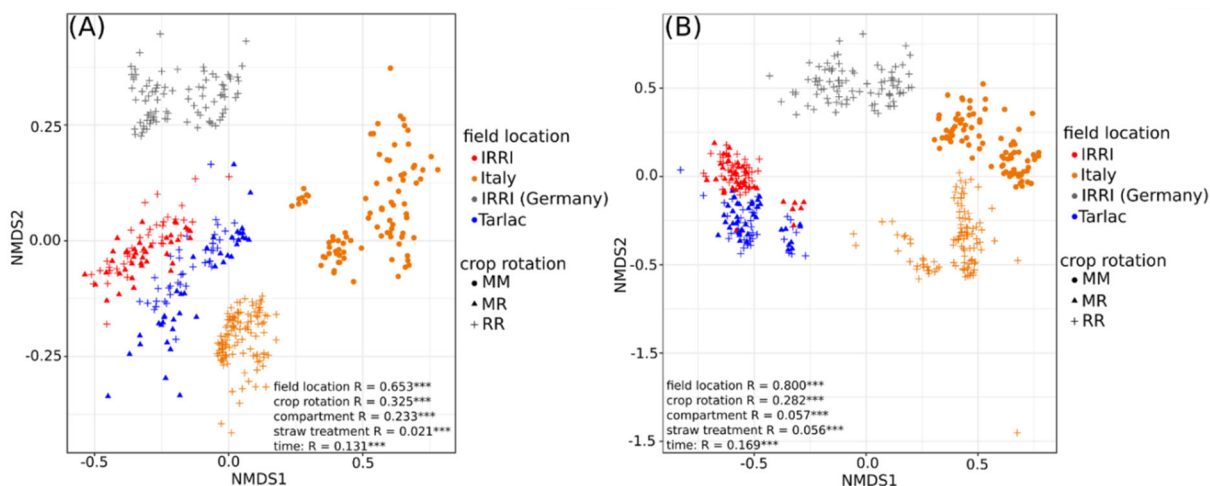 (A)
NMDS2
0.25
0.00
-0.25
-0.5
0.0
0.5
NMDS1
field location R = 0.653***
crop rotation R = 0.325***
compartment R = 0.233***
straw treatment R = 0.021***
time: R = 0.131***
field location
IRRI
Italy
IRRI (Germany)
Tarlac
crop rotation
MM
MR
RR
(B)
NMDS2
0.5
0.0
-0.5
-1.5
-1.5
-0.5
0.0
0.5
NMDS1
field location R = 0.800***
crop rotation R = 0.282***
compartment R = 0.057***
straw treatment R = 0.056***
time: R = 0.169***
field location
IRRI
Italy
IRRI (Germany)
Tarlac
crop rotation
MM
MR
RR